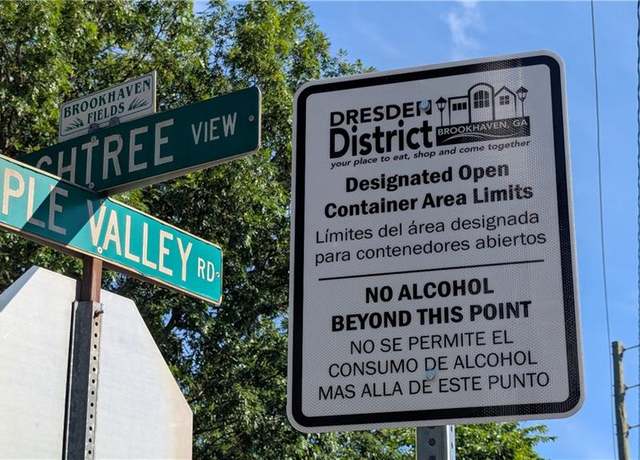 BROOKHAVEN
FIELDS
VIEW
VALLEY RD
DRESDEN
District
BROOKHAVEN, GA
your place to eat, shop and come together
Designated Open
Container Area Limits
Límites del área designada
para contenedores abiertos
NO ALCOHOL
BEYOND THIS POINT
NO SE PERMITE EL
CONSUMO DE ALCOHOL
MAS ALLA DE ESTE PUNTO